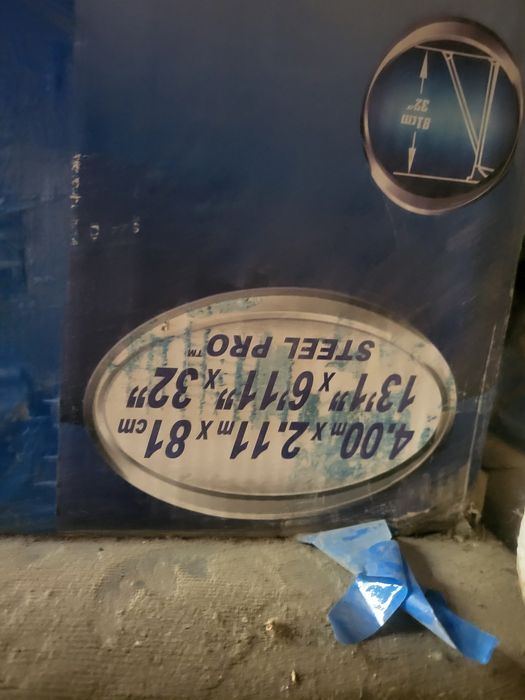 4.00m x 2.11m x 81cm
13'1" x 6'11" x 32"
STEEL PRO™
81cm
32"